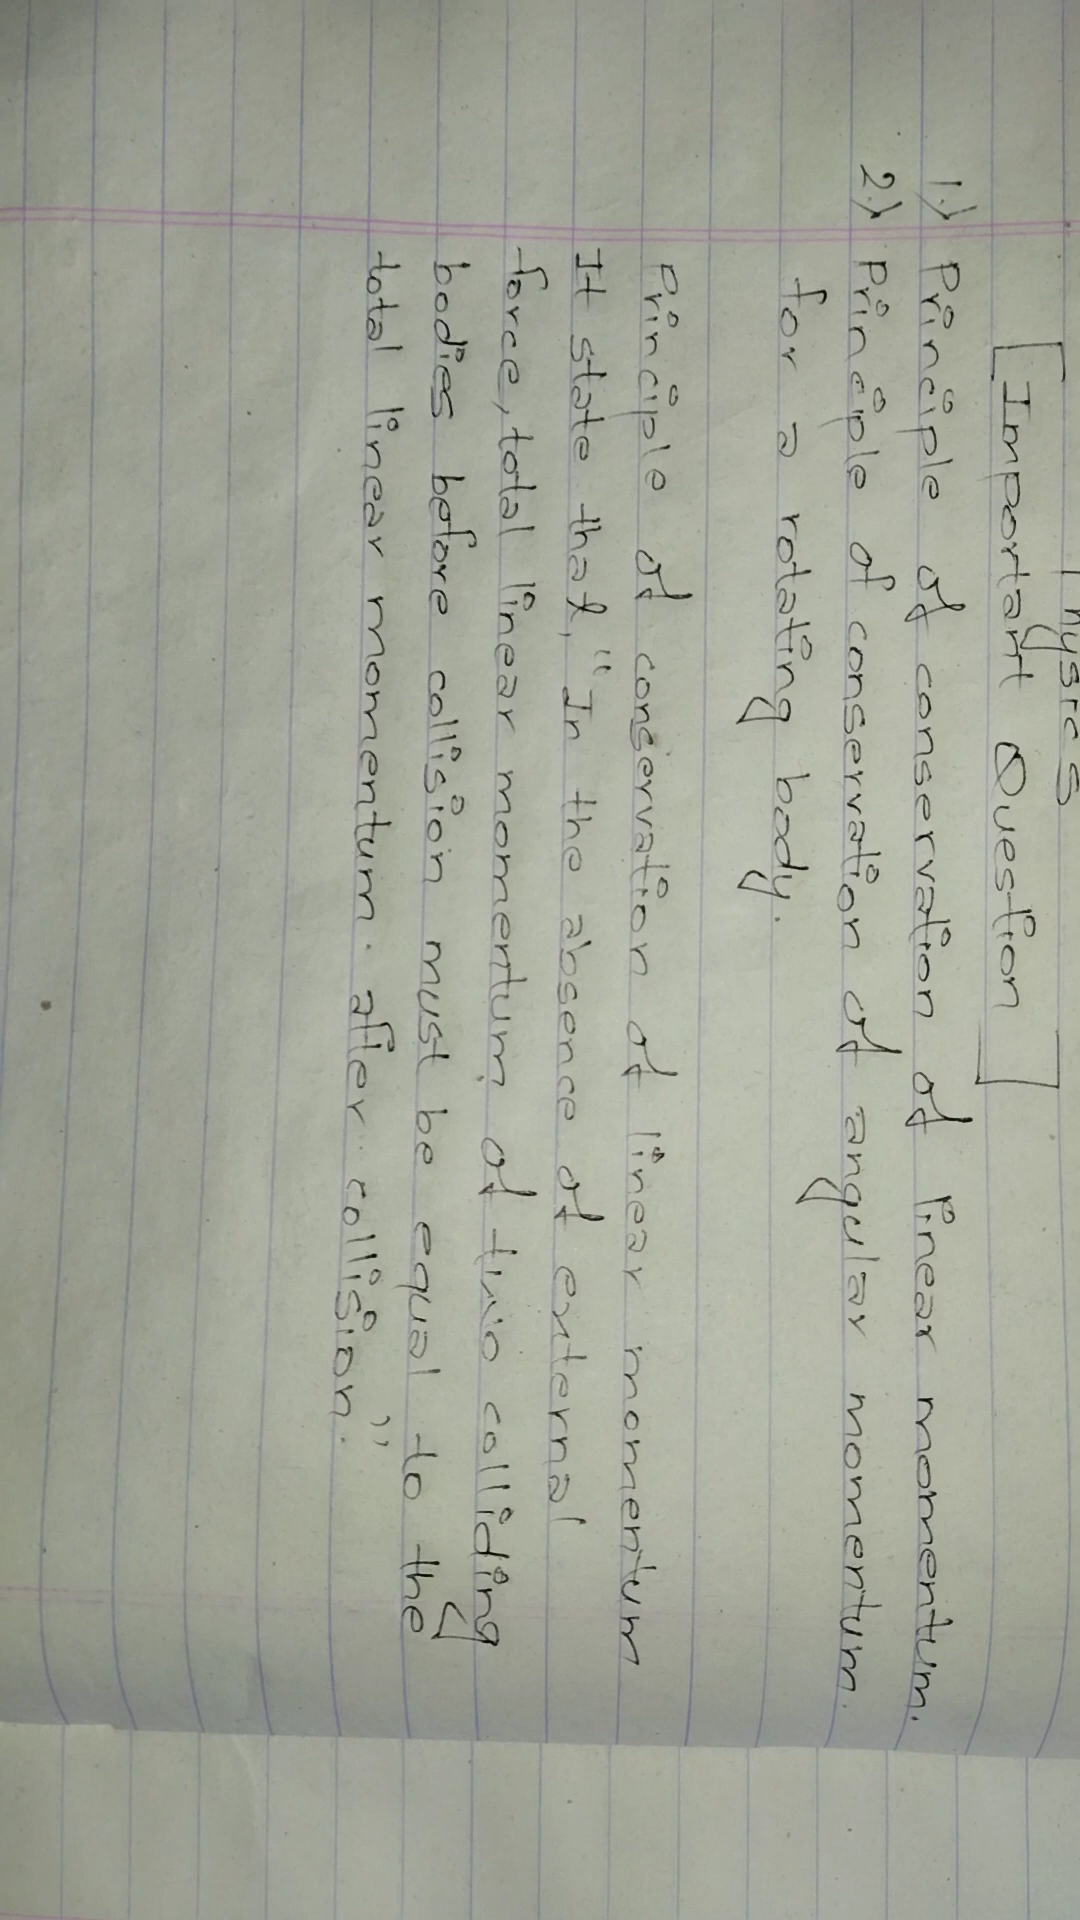 Physics
[Important Question]
1.) Principle of conservation of linear momentum.
2.) Principle of conservation of angular momentum
for a rotating body.
Principle of conservation of linear momentum
It state that, "In the absence of external
force, total linear momentum of two colliding
bodies before collision must be equal to the
total linear momentum. after collision".